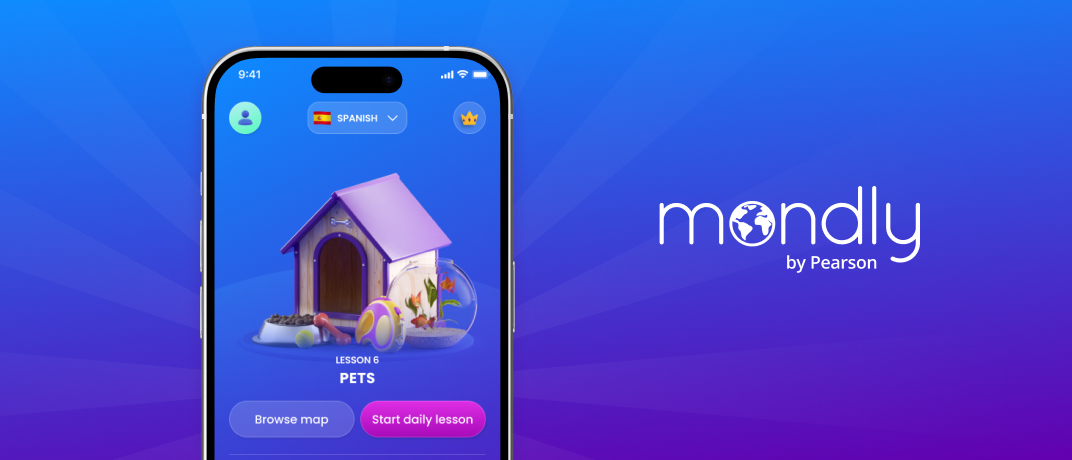 9:41
SPANISH
LESSON 6
PETS
Browse map
Start daily lesson
mondly
by Pearson